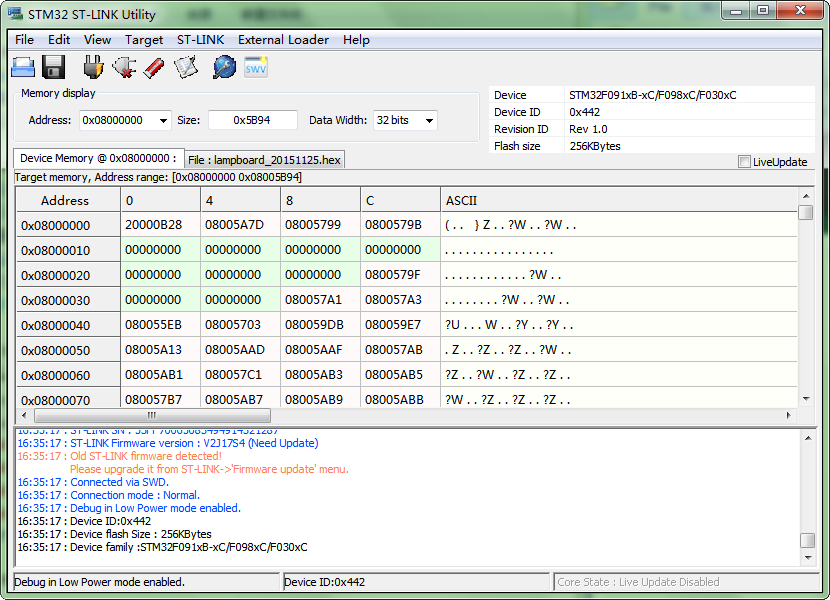 STM32 ST-LINK Utility
File Edit View Target ST-LINK External Loader Help
SWV
Memory display
Address: 0x08000000 Size: 0x5B94 Data Width: 32 bits
Device STM32F091xB-xC/F098xC/F030xC
Device ID 0x442
Revision ID Rev 1.0
Flash size 256KBytes
LiveUpdate
Device Memory @ 0x08000000 : File : lampboard_20151125.hex
Target memory, Address range: [0x08000000 0x08005B94]
Address 0 4 8 C ASCII
0x08000000 20000B28 08005A7D 08005799 0800579B (.. }Z..?W..?W..
0x08000010 00000000 00000000 00000000 00000000 ................
0x08000020 00000000 00000000 00000000 0800579F ............?W..
0x08000030 00000000 00000000 080057A1 080057A3 ........?W..?W..
0x08000040 080055EB 08005703 080059DB 080059E7 ?U...W..?Y..?Y..
0x08000050 08005A13 08005AAD 08005AAF 080057AB .Z..?Z..?Z..?W..
0x08000060 08005AB1 080057C1 08005AB3 08005AB5 ?Z..?W..?Z..?Z..
0x08000070 080057B7 08005AB7 08005AB9 08005ABB ?W..?Z..?Z..?Z..
16:35:17 : ST-LINK SN :
16:35:17 : ST-LINK Firmware version : V2J17S4 (Need Update)
16:35:17 : Old ST-LINK firmware detected!
Please upgrade it from ST-LINK->'Firmware update' menu.
16:35:17 : Connected via SWD.
16:35:17 : Connection mode : Normal.
16:35:17 : Debug in Low Power mode enabled.
16:35:17 : Device ID:0x442
16:35:17 : Device flash Size : 256KBytes
16:35:17 : Device family :STM32F091xB-xC/F098xC/F030xC
Debug in Low Power mode enabled. Device ID:0x442 Core State : Live Update Disabled